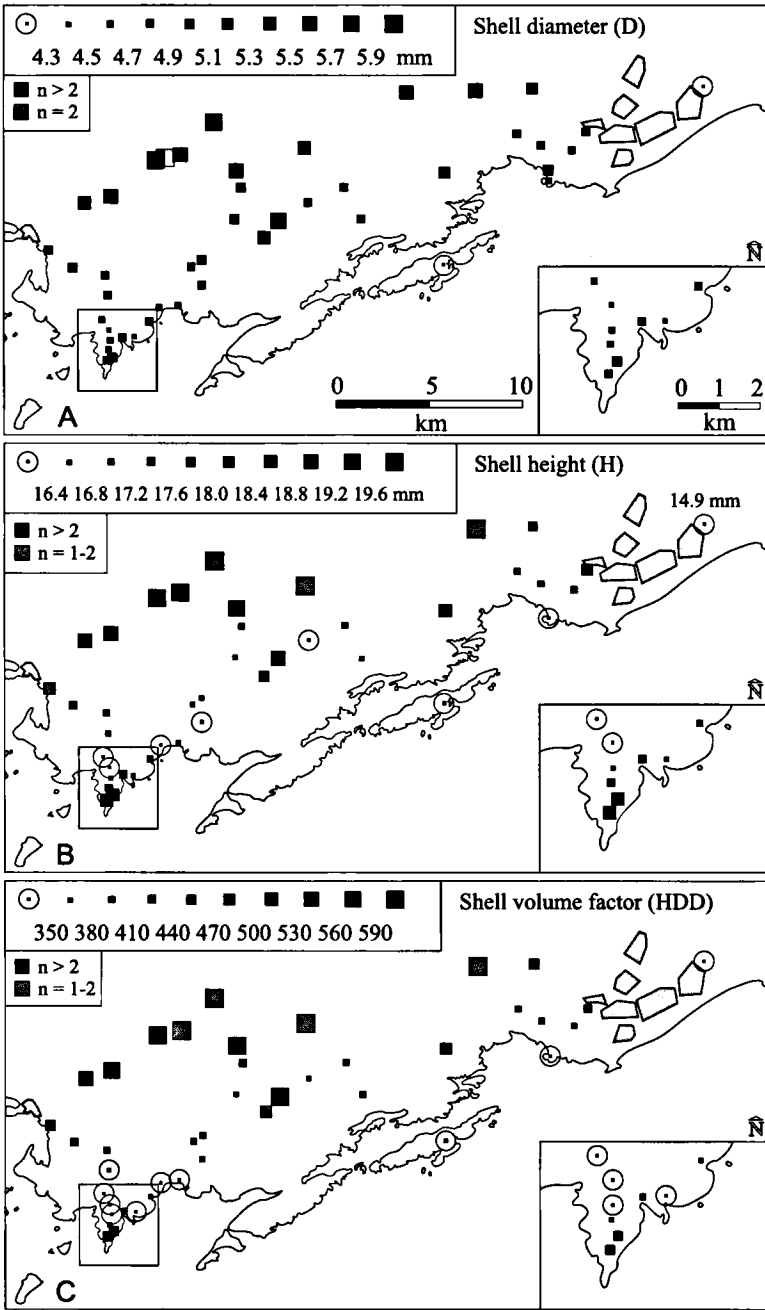 Shell diameter (D)
4.3 4.5 4.7 4.9 5.1 5.3 5.5 5.7 5.9 mm
n > 2
n = 2
N
0 5 10
km
0 1 2
km
A
Shell height (H)
16.4 16.8 17.2 17.6 18.0 18.4 18.8 19.2 19.6 mm
14.9 mm
n > 2
n = 1-2
N
B
Shell volume factor (HDD)
350 380 410 440 470 500 530 560 590
n > 2
n = 1-2
N
C